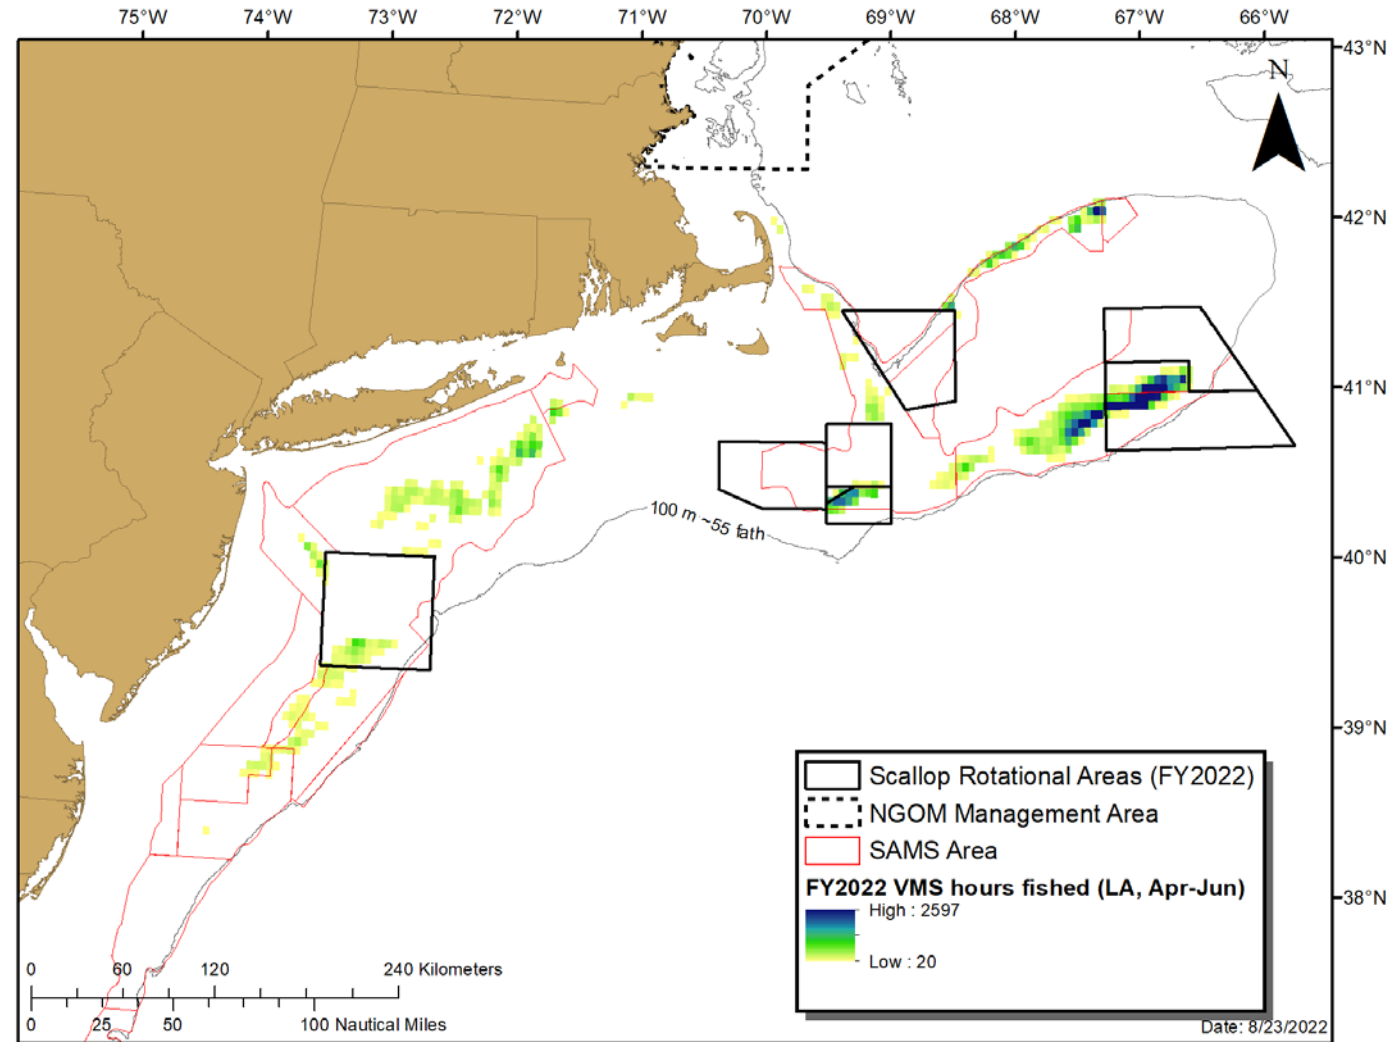 75°W 74°W 73°W 72°W 71°W 70°W 69°W 68°W 67°W 66°W
43°N
N
42°N
41°N
100 m ~55 fath
40°N
39°N
Scallop Rotational Areas (FY2022)
NGOM Management Area
SAMS Area
FY2022 VMS hours fished (LA, Apr-Jun)
High : 2597
Low : 20
38°N
0 60 120 240 Kilometers
0 25 50 100 Nautical Miles
Date: 8/23/2022